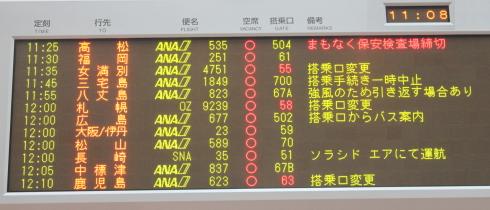 11:08
定刻 行先 便名 空席 搭乗口 備考
TIME TO FLIGHT VACANCY GATE REMARKS
11:25 高松 ANA 535 ○ 504 まもなく保安検査場締切
11:30 福岡 ANA 251 ○ 61
11:35 女満別 ANA 4751 ○ 55 搭乗口変更
11:45 三宅島 ANA 1849 ○ 700 搭乗手続き一時中止
11:55 八丈島 ANA 823 ○ 67A 強風のため引き返す場合あり
12:00 札幌 OZ 9239 ○ 58 搭乗口変更
12:00 広島 ANA 677 ○ 502 搭乗口からバス案内
12:00 大阪/伊丹 ANA 23 ○ 59
12:00 松山 ANA 589 ○ 70
12:00 長崎 SNA 35 ○ 51 ソラシド エアにて運航
12:05 中標津 ANA 837 ○ 67B
12:10 鹿児島 ANA 623 ○ 63 搭乗口変更